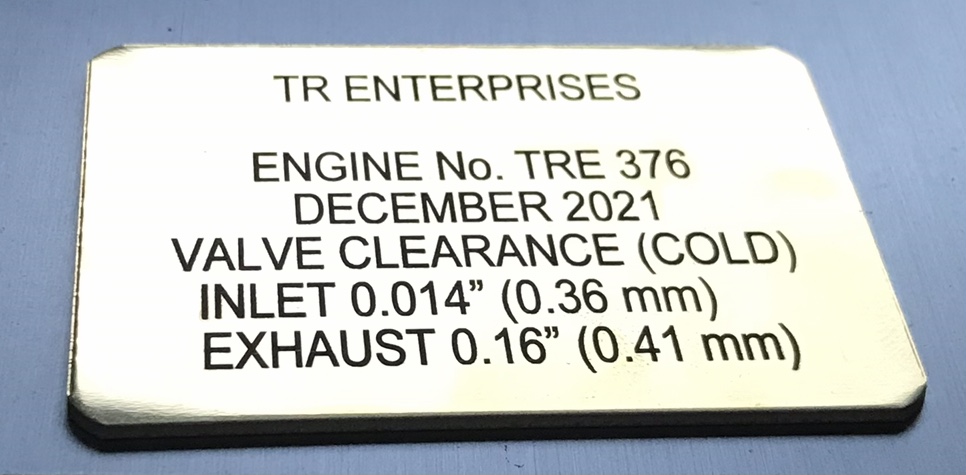 TR ENTERPRISES
ENGINE No. TRE 376
DECEMBER 2021
VALVE CLEARANCE (COLD)
INLET 0.014” (0.36 mm)
EXHAUST 0.16” (0.41 mm)